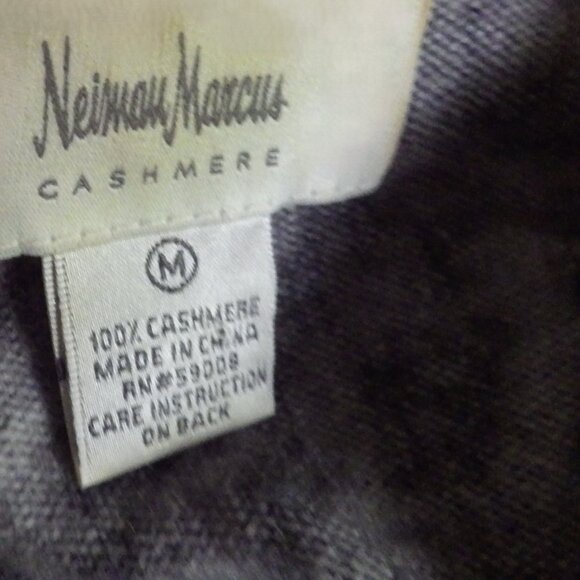 Neiman Marcus
CASHMERE
M
100% CASHMERE
MADE IN CHINA
RN#59009
CARE INSTRUCTION
ON BACK